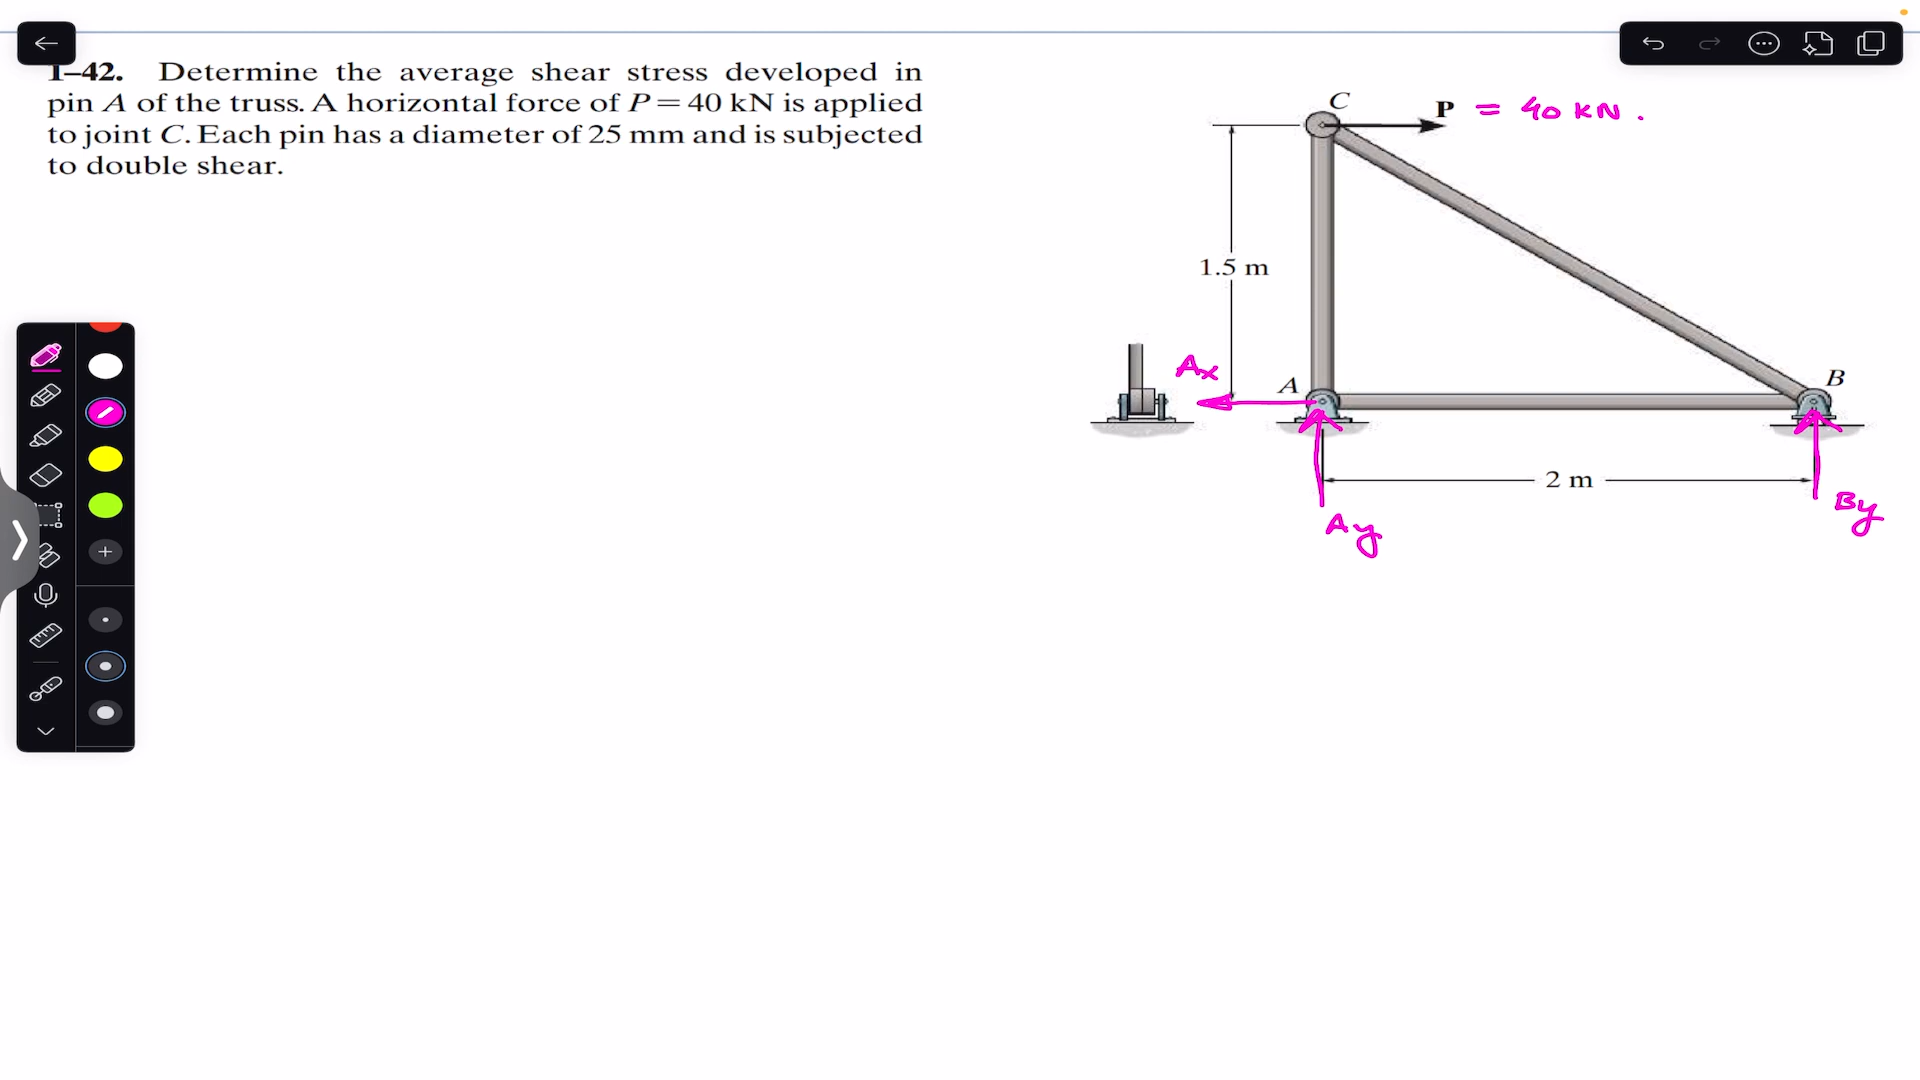 1–42. Determine the average shear stress developed in
pin A of the truss. A horizontal force of P = 40 kN is applied
to joint C. Each pin has a diameter of 25 mm and is subjected
to double shear.
C
P = 40 KN .
1.5 m
Ax
A
B
2 m
Ay
By